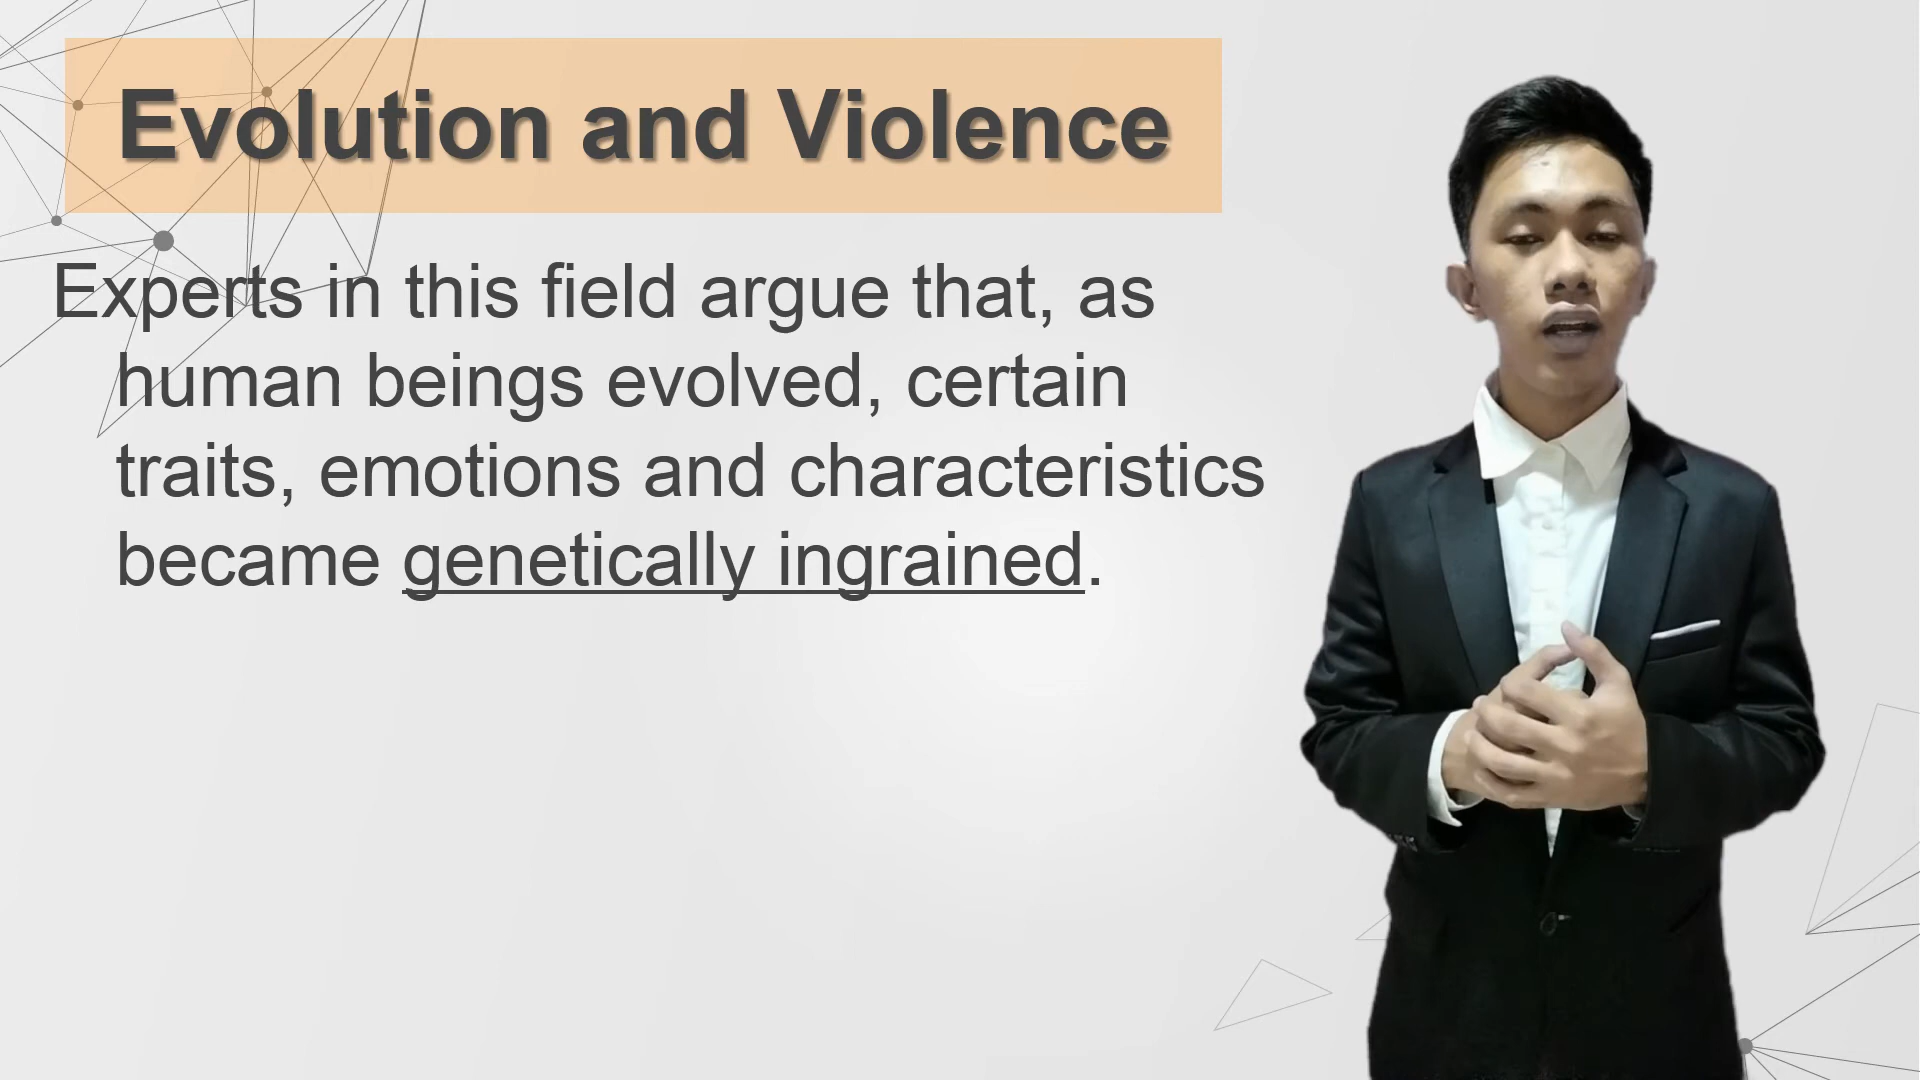 Evolution and Violence
Experts in this field argue that, as
human beings evolved, certain
traits, emotions and characteristics
became genetically ingrained.